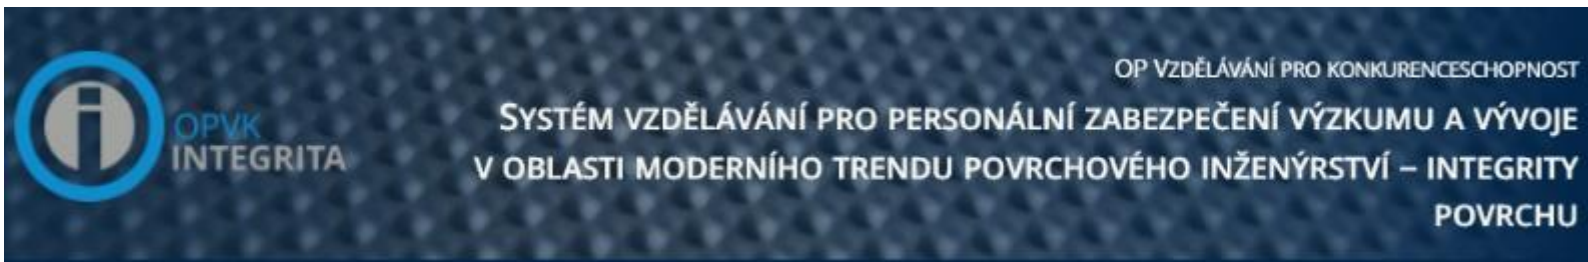 OP VZDĚLÁVÁNÍ PRO KONKURENCESCHOPNOST
OPVK
INTEGRITA
SYSTÉM VZDĚLÁVÁNÍ PRO PERSONÁLNÍ ZABEZPEČENÍ VÝZKUMU A VÝVOJE
V OBLASTI MODERNÍHO TRENDU POVRCHOVÉHO INŽENÝRSTVÍ – INTEGRITY
POVRCHU